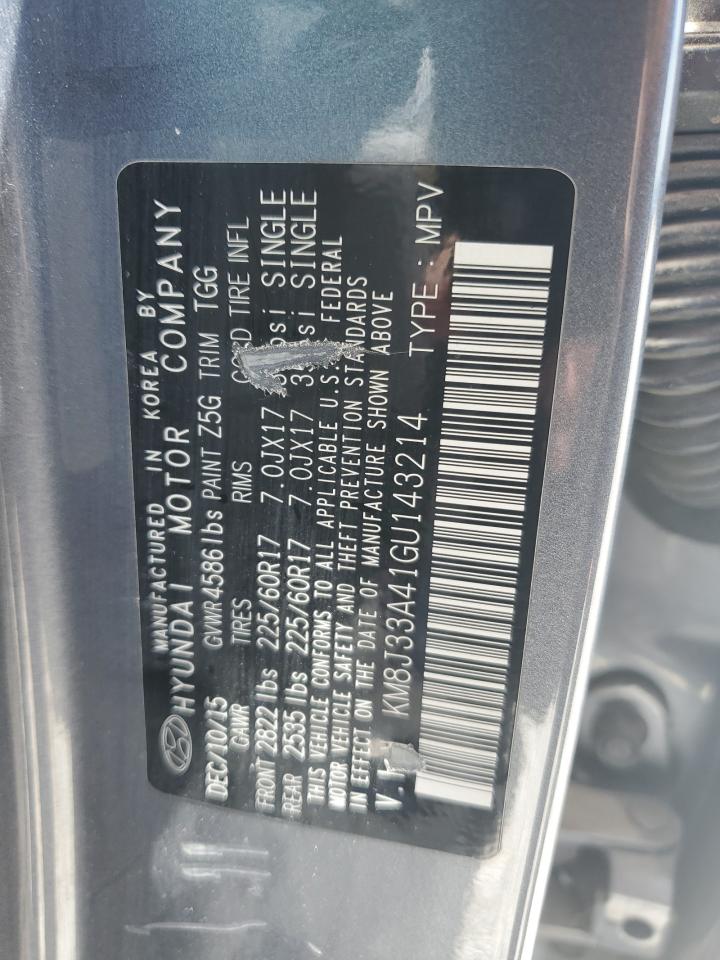 MANUFACTURED IN KOREA BY
HYUNDAI MOTOR COMPANY
DEC/10/15 GVWR 4586 lbs PAINT Z5G TRIM TGG
GAWR TIRES RIMS TIRE INFL
FRONT 2822 lbs 225/60R17 7.0JX17 SINGLE
REAR 2535 lbs 225/60R17 7.0JX17 SINGLE
THIS VEHICLE CONFORMS TO ALL APPLICABLE U.S. FEDERAL
MOTOR VEHICLE SAFETY AND THEFT PREVENTION STANDARDS
IN EFFECT ON THE DATE OF MANUFACTURE SHOWN ABOVE
KM8J33A41GU143214 TYPE : MPV